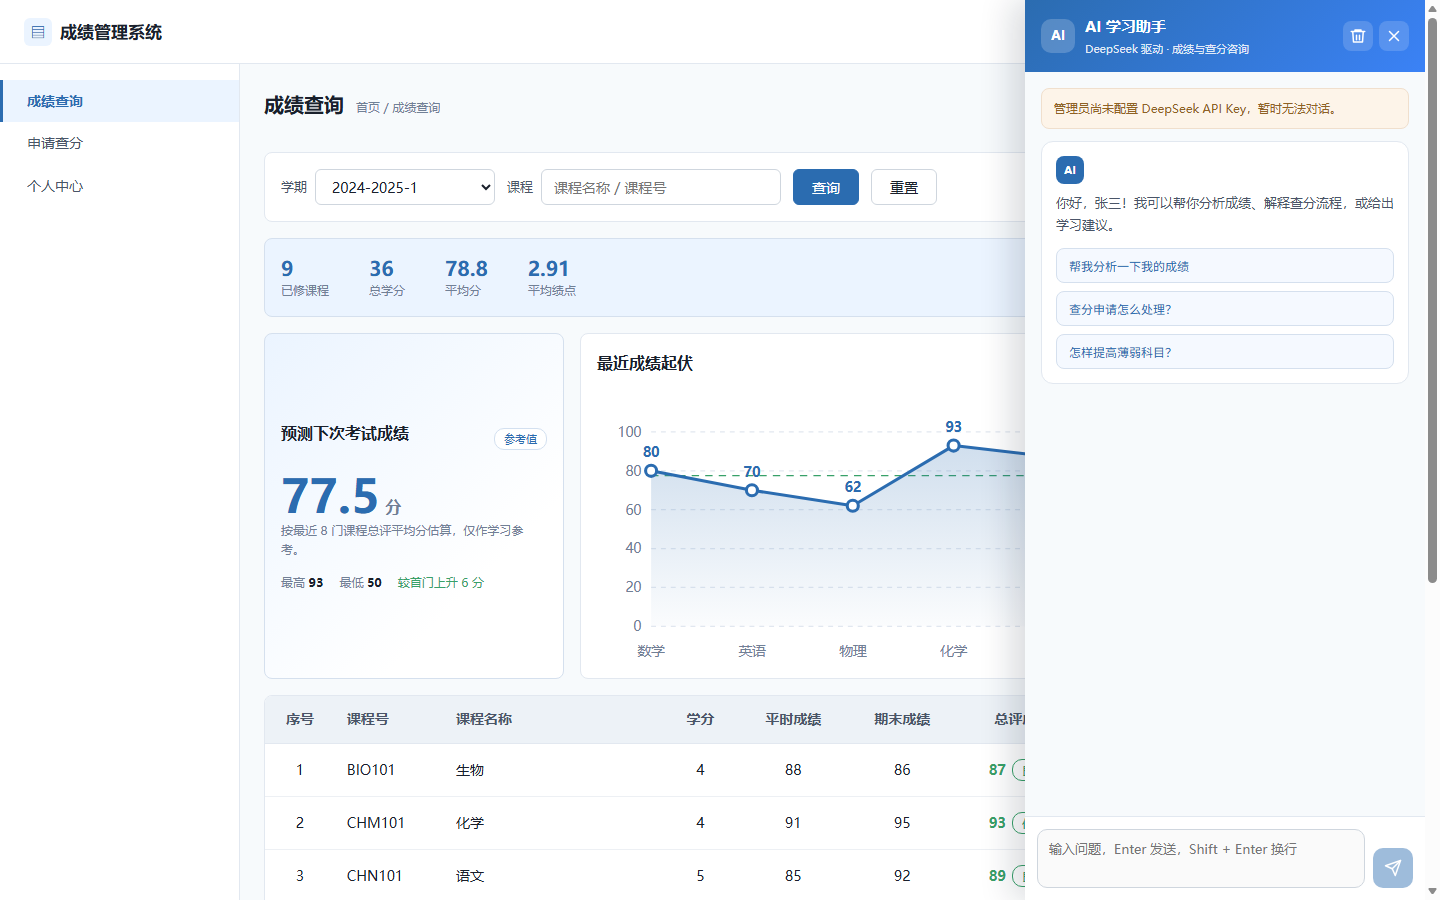 成绩管理系统
成绩查询
申请查分
个人中心
成绩查询 首页 / 成绩查询
学期 2024-2025-1 课程 课程名称 / 课程号 查询 重置
9 36 78.8 2.91
已修课程 总学分 平均分 平均绩点
预测下次考试成绩 参考值
77.5 分
按最近 8 门课程总评平均分估算，仅作学习参
考。
最高 93 最低 50 较首门上升 6 分
最近成绩起伏
100
80
60
40
20
0
80 70 62 93
数学 英语 物理 化学
序号 课程号 课程名称 学分 平时成绩 期末成绩 总评
1 BIO101 生物 4 88 86 87
2 CHM101 化学 4 91 95 93
3 CHN101 语文 5 85 92 89
AI
AI 学习助手
DeepSeek 驱动 · 成绩与查分咨询
管理员尚未配置 DeepSeek API Key，暂时无法对话。
AI
你好，张三！我可以帮你分析成绩、解释查分流程，或给出
学习建议。
帮我分析一下我的成绩
查分申请怎么处理？
怎样提高薄弱科目？
输入问题，Enter 发送，Shift + Enter 换行